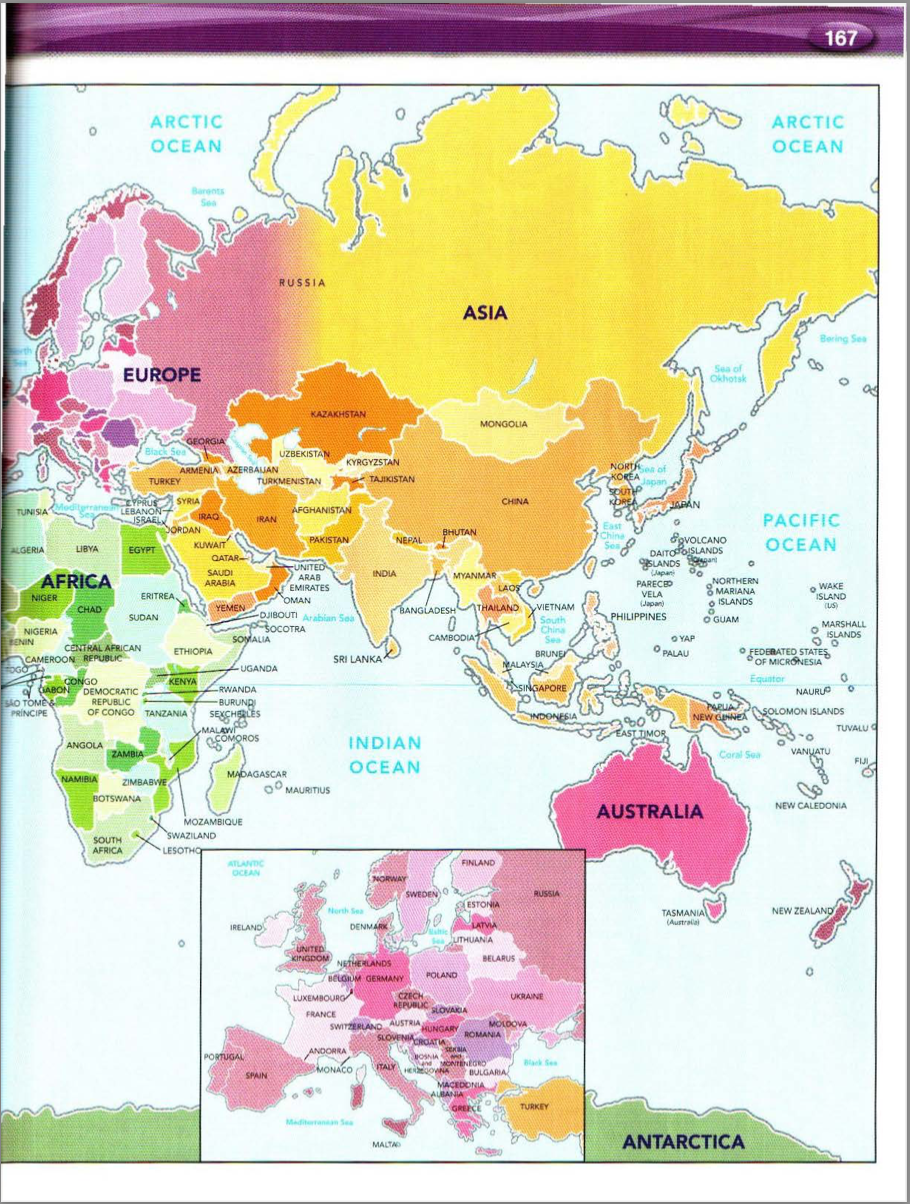 167
ARCTIC
OCEAN
ARCTIC
OCEAN
Barents
Sea
RUSSIA
ASIA
Bering Sea
Sea
EUROPE
Sea of
Okhotsk
KAZAKHSTAN
MONGOLIA
GEORGIA
Black Sea
UZBEKISTAN
KYRGYZSTAN
ARMENIA
AZERBAIJAN
TURKEY
TURKMENISTAN
TAJIKISTAN
NORTH
KOREA
Sea of
Japan
SOUTH
KOREA
JAPAN
CHINA
CYPRUS
SYRIA
LEBANON
ISRAEL
IRAQ
IRAN
AFGHANISTAN
Mediterranean
Sea
TUNISIA
JORDAN
East
China
Sea
PACIFIC
OCEAN
ALGERIA
LIBYA
EGYPT
KUWAIT
PAKISTAN
NEPAL
BHUTAN
VOLCANO
ISLANDS
(Japan)
DAITO
ISLANDS
(Japan)
QATAR
SAUDI
ARABIA
UNITED
ARAB
EMIRATES
INDIA
MYANMAR
LAOS
AFRICA
PARECE
VELA
(Japan)
NORTHERN
MARIANA
ISLANDS
WAKE
ISLAND
(US)
NIGER
CHAD
ERITREA
OMAN
YEMEN
BANGLADESH
THAILAND
VIETNAM
SUDAN
DJIBOUTI
SOCOTRA
Arabian Sea
South
China
Sea
PHILIPPINES
GUAM
MARSHALL
ISLANDS
NIGERIA
BENIN
CENTRAL AFRICAN
REPUBLIC
ETHIOPIA
SOMALIA
CAMBODIA
YAP
PALAU
FEDERATED STATES
OF MICRONESIA
CAMEROON
TOGO
SRI LANKA
BRUNEI
MALAYSIA
UGANDA
Equator
CONGO
GABON
KENYA
SINGAPORE
NAURU
DEMOCRATIC
REPUBLIC
OF CONGO
RWANDA
BURUNDI
SÃO TOMÉ &
PRÍNCIPE
TANZANIA
SEYCHELLES
INDONESIA
PAPUA
NEW GUINEA
SOLOMON ISLANDS
EAST TIMOR
TUVALU
MALAWI
COMOROS
ANGOLA
ZAMBIA
INDIAN
OCEAN
Coral Sea
VANUATU
FIJI
NAMIBIA
ZIMBABWE
MADAGASCAR
MAURITIUS
BOTSWANA
NEW CALEDONIA
AUSTRALIA
MOZAMBIQUE
SWAZILAND
SOUTH
AFRICA
LESOTHO
TASMANIA
(Australia)
NEW ZEALAND
ATLANTIC
OCEAN
FINLAND
NORWAY
SWEDEN
RUSSIA
ESTONIA
North Sea
IRELAND
DENMARK
Baltic
Sea
LATVIA
LITHUANIA
UNITED
KINGDOM
NETHERLANDS
BELARUS
BELGIUM
GERMANY
POLAND
LUXEMBOURG
CZECH
REPUBLIC
UKRAINE
FRANCE
SLOVAKIA
SWITZERLAND
AUSTRIA
HUNGARY
MOLDOVA
SLOVENIA
CROATIA
ROMANIA
PORTUGAL
ANDORRA
BOSNIA
and
HERZEGOVINA
SERBIA
and
MONTENEGRO
Black Sea
SPAIN
MONACO
ITALY
BULGARIA
MACEDONIA
ALBANIA
GREECE
TURKEY
Mediterranean Sea
MALTA
ANTARCTICA